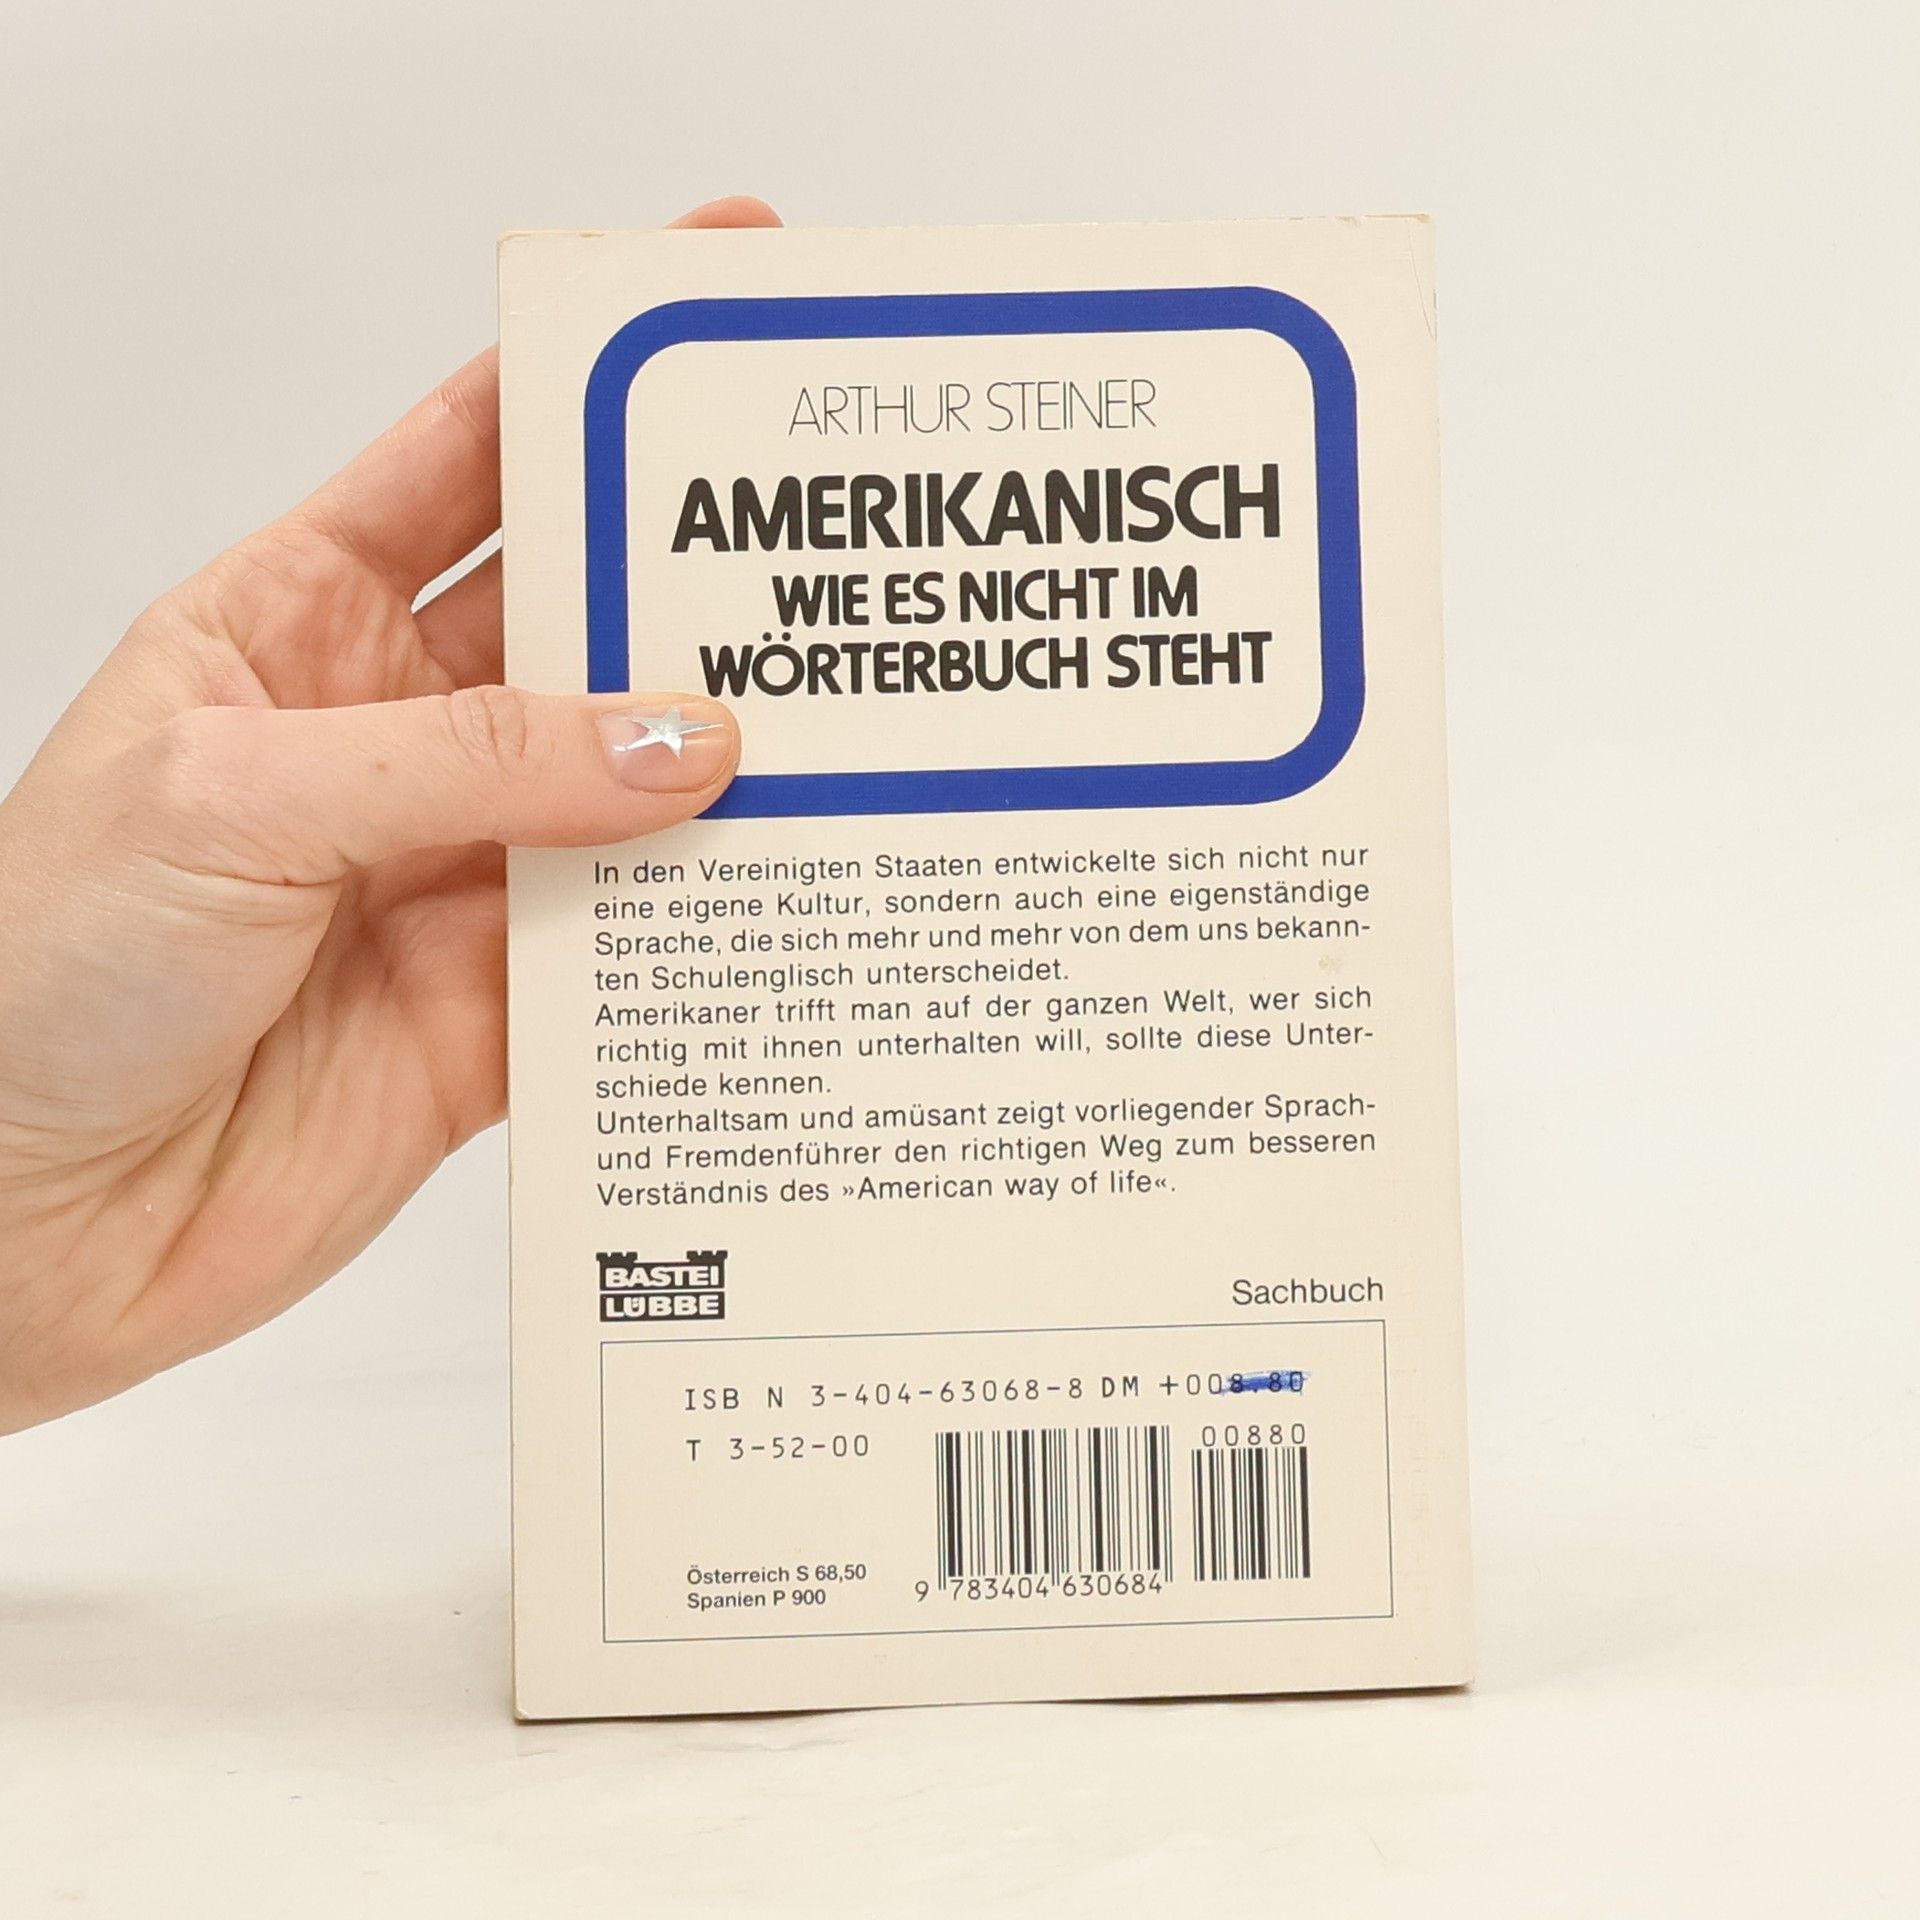 ARTHUR STEINER
AMERIKANISCH
WIE ES NICHT IM
WÖRTERBUCH STEHT
In den Vereinigten Staaten entwickelte sich nicht nur
eine eigene Kultur, sondern auch eine eigenständige
Sprache, die sich mehr und mehr von dem uns bekann-
ten Schulenglisch unterscheidet.
Amerikaner trifft man auf der ganzen Welt, wer sich
richtig mit ihnen unterhalten will, sollte diese Unter-
schiede kennen.
Unterhaltsam und amüsant zeigt vorliegender Sprach-
und Fremdenführer den richtigen Weg zum besseren
Verständnis des »American way of life«.
BASTEI
LÜBBE
Sachbuch
ISB N 3-404-63068-8 DM +008.80
T 3-52-00
00880
Österreich S 68,50
Spanien P 900
9 783404 630684